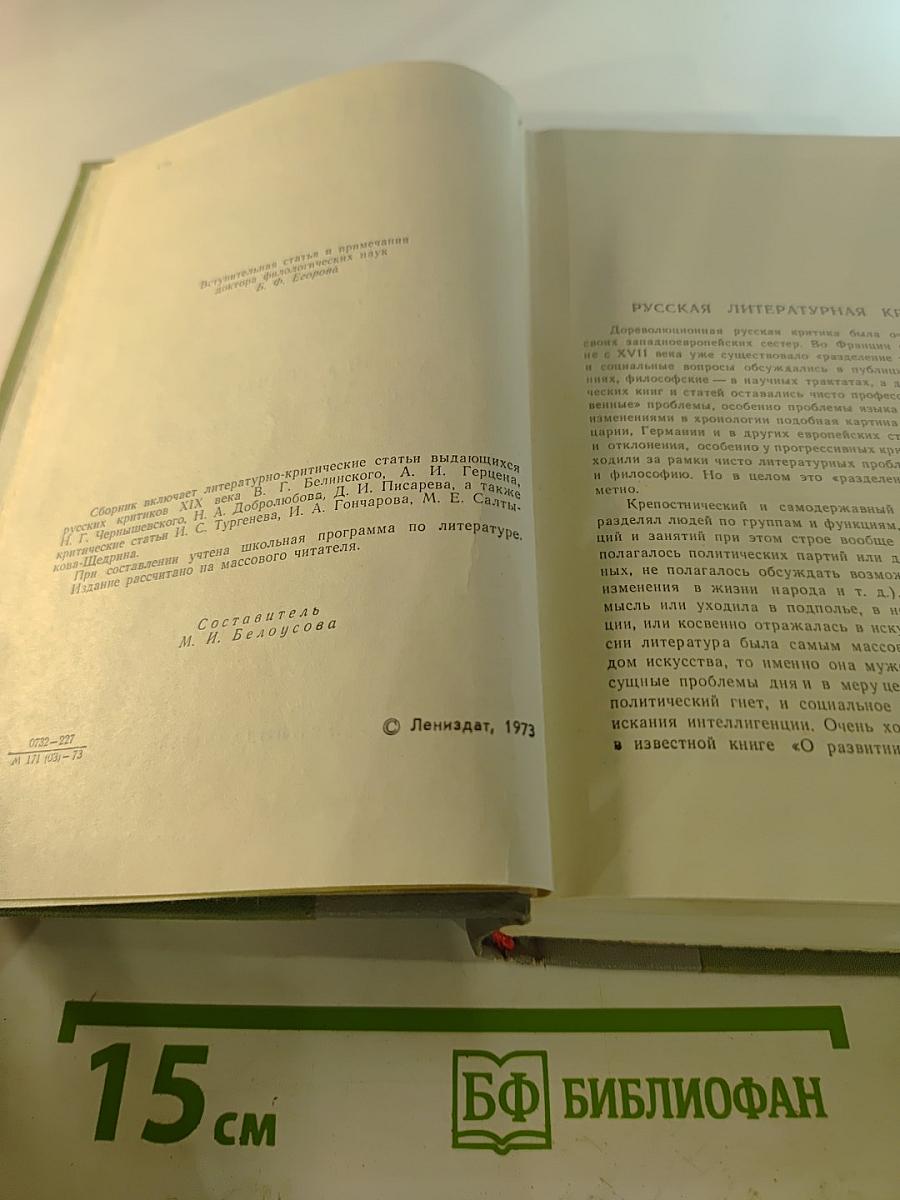 Вступительная статья и примечания
доктора филологических наук
Б. Ф. Егорова
Сборник включает литературно-критические статьи выдающихся
русских критиков XIX века В. Г. Белинского, А. И. Герцена,
Н. Г. Чернышевского, Н. А. Добролюбова, Д. И. Писарева, а также
критические статьи И. С. Тургенева, И. А. Гончарова, М. Е. Салты-
кова-Щедрина.
При составлении учтена школьная программа по литературе.
Издание рассчитано на массового читателя.
Составитель
М. И. Белоусова
© Лениздат, 1973
0732—227
М 171 (03)—73
РУССКАЯ ЛИТЕРАТУРНАЯ КР
Дореволюционная русская критика была о
своих западноевропейских сестер. Во Франции
не с XVII века уже существовало «разделение
и социальные вопросы обсуждались в публиц
ниях, философские — в научных трактатах, а д
ческих книг и статей оставались чисто профес
венные» проблемы, особенно проблемы языка
изменениями в хронологии подобная картина
царии, Германии и в других европейских ст
и отклонения, особенно у прогрессивных кри
ходили за рамки чисто литературных пробл
и философию. Но в целом это «разделен
метно.
Крепостнический и самодержавный
разделял людей по группам и функциям,
ций и занятий при этом строе вообще
полагалось политических партий или д
ных, не полагалось обсуждать возмож
изменения в жизни народа и т. д.).
мысль или уходила в подполье, в н
ции, или косвенно отражалась в иску
сии литература была самым массов
дом искусства, то именно она муж
сущные проблемы дня и в меру це
политический гнет, и социальное
искания интеллигенции. Очень хо
в известной книге «О развитии
15 см
БФ БИБЛИОФАН